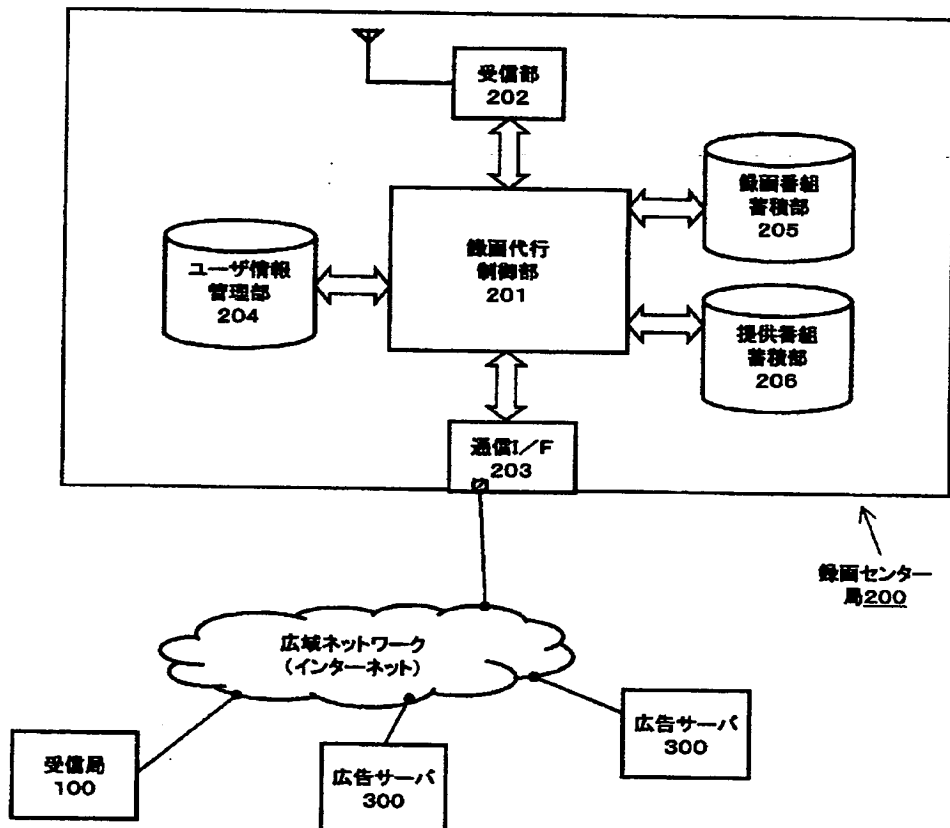 受信部
202
録画番組
蓄積部
205
ユーザ情報
管理部
204
録画代行
制御部
201
提供番組
蓄積部
206
通信I/F
203
録画センター
局200
広域ネットワーク
(インターネット)
受信局
100
広告サーバ
300
広告サーバ
300